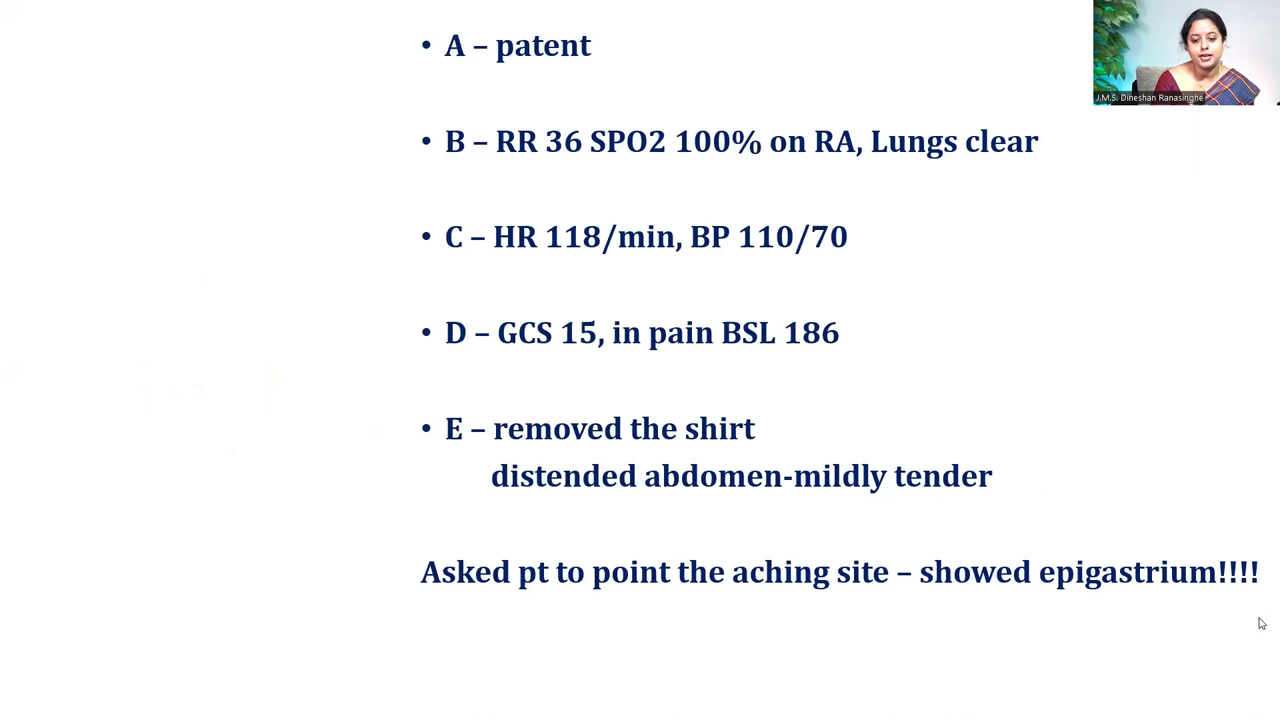 • A – patent
J.M.S. Dineshan Ranasinghe
• B – RR 36 SPO2 100% on RA, Lungs clear
• C – HR 118/min, BP 110/70
• D – GCS 15, in pain BSL 186
• E – removed the shirt
distended abdomen-mildly tender
Asked pt to point the aching site – showed epigastrium!!!!